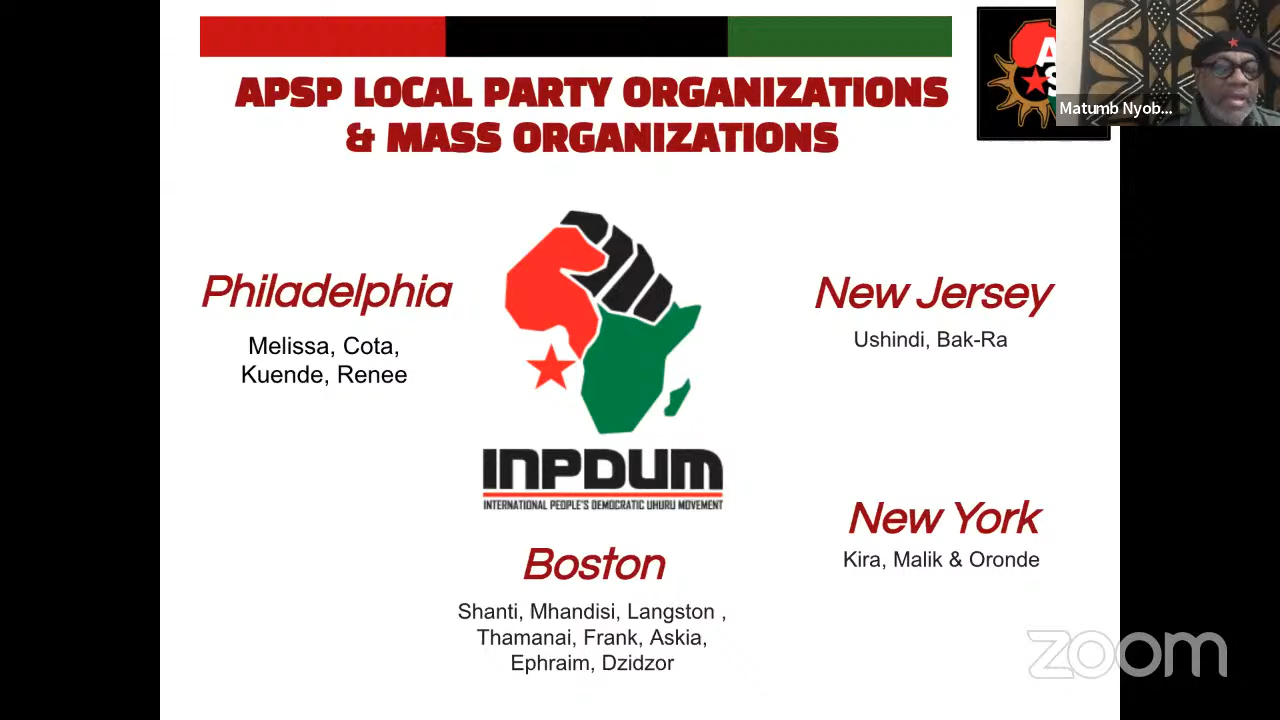 APSP LOCAL PARTY ORGANIZATIONS
& MASS ORGANIZATIONS
Matumb Nyob...
Philadelphia
Melissa, Cota,
Kuende, Renee
New Jersey
Ushindi, Bak-Ra
INPDUM
INTERNATIONAL PEOPLE'S DEMOCRATIC UHURU MOVEMENT
New York
Kira, Malik & Oronde
Boston
Shanti, Mhandisi, Langston ,
Thamanai, Frank, Askia,
Ephraim, Dzidzor
zoom